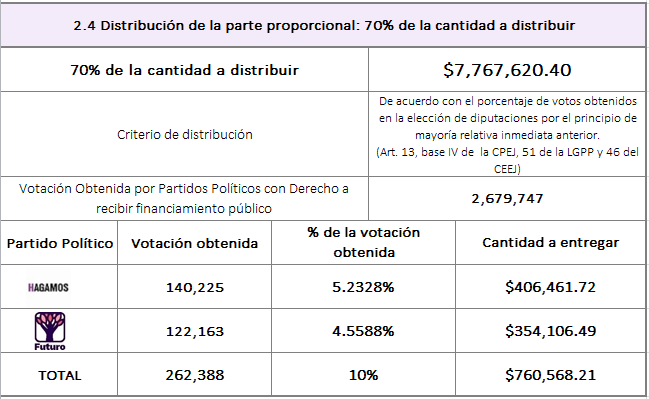 2.4 Distribución de la parte proporcional: 70% de la cantidad a distribuir
70% de la cantidad a distribuir
$7,767,620.40
Criterio de distribución
De acuerdo con el porcentaje de votos obtenidos
en la elección de diputaciones por el principio de
mayoría relativa inmediata anterior.
(Art. 13, base IV de la CPEJ, 51 de la LGPP y 46 del
CEEJ)
Votación Obtenida por Partidos Políticos con Derecho a
recibir financiamiento público
2,679,747
Partido Político
Votación obtenida
% de la votación
obtenida
Cantidad a entregar
HAGAMOS
140,225
5.2328%
$406,461.72
Futuro
122,163
4.5588%
$354,106.49
TOTAL
262,388
10%
$760,568.21